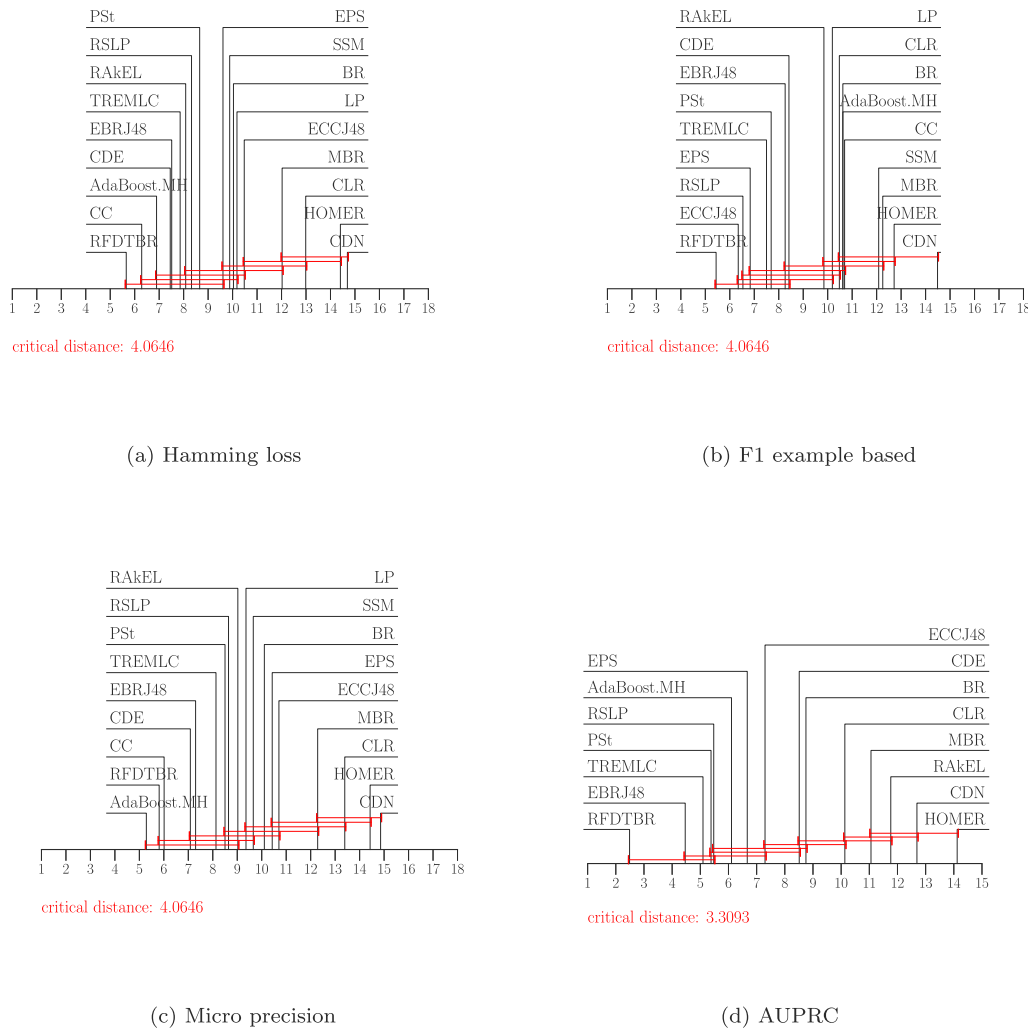 PSt EPS
RSLP SSM
RAkEL BR
TREMLC LP
EBRJ48 ECCJ48
CDE MBR
AdaBoost.MH CLR
CC HOMER
RFDTBR CDN
1 2 3 4 5 6 7 8 9 10 11 12 13 14 15 16 17 18
critical distance: 4.0646
(a) Hamming loss
RAkEL LP
CDE CLR
EBRJ48 BR
PSt AdaBoost.MH
TREMLC CC
EPS SSM
RSLP MBR
ECCJ48 HOMER
RFDTBR CDN
1 2 3 4 5 6 7 8 9 10 11 12 13 14 15 16 17 18
critical distance: 4.0646
(b) F1 example based
RAkEL LP
RSLP SSM
PSt BR
TREMLC EPS
EBRJ48 ECCJ48
CDE MBR
CC CLR
RFDTBR HOMER
AdaBoost.MH CDN
1 2 3 4 5 6 7 8 9 10 11 12 13 14 15 16 17 18
critical distance: 4.0646
(c) Micro precision
ECCJ48
EPS CDE
AdaBoost.MH BR
RSLP CLR
PSt MBR
TREMLC RAkEL
EBRJ48 CDN
RFDTBR HOMER
1 2 3 4 5 6 7 8 9 10 11 12 13 14 15
critical distance: 3.3093
(d) AUPRC